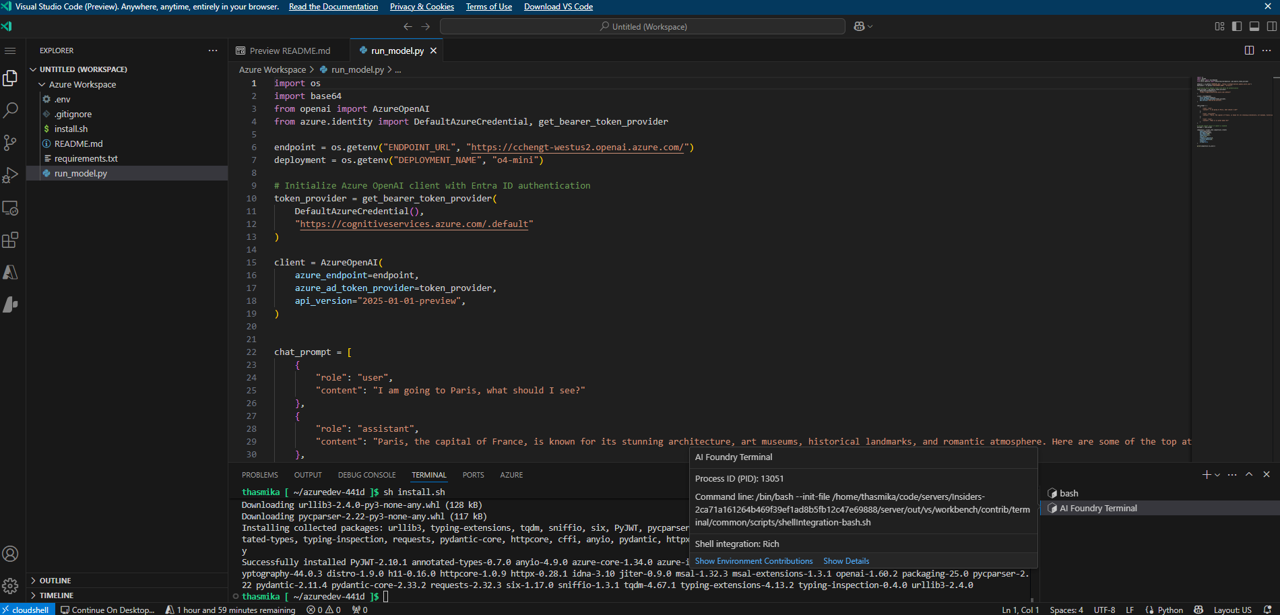 Visual Studio Code (Preview). Anywhere, anytime, entirely in your browser. Read the Documentation Privacy & Cookies Terms of Use Download VS Code
Untitled (Workspace)
EXPLORER
UNTITLED (WORKSPACE)
Azure Workspace
.env
.gitignore
$ install.sh
README.md
requirements.txt
run_model.py
OUTLINE
TIMELINE
Preview README.md run_model.py
Azure Workspace > run_model.py > ...
1 import os
2 import base64
3 from openai import AzureOpenAI
4 from azure.identity import DefaultAzureCredential, get_bearer_token_provider
5
6 endpoint = os.getenv("ENDPOINT_URL", "https://cchengt-westus2.openai.azure.com/")
7 deployment = os.getenv("DEPLOYMENT_NAME", "o4-mini")
8
9 # Initialize Azure OpenAI client with Entra ID authentication
10 token_provider = get_bearer_token_provider(
11 DefaultAzureCredential(),
12 "https://cognitiveservices.azure.com/.default"
13 )
14
15 client = AzureOpenAI(
16 azure_endpoint=endpoint,
17 azure_ad_token_provider=token_provider,
18 api_version="2025-01-01-preview",
19 )
20
21
22 chat_prompt = [
23 {
24 "role": "user",
25 "content": "I am going to Paris, what should I see?"
26 },
27 {
28 "role": "assistant",
29 "content": "Paris, the capital of France, is known for its stunning architecture, art museums, historical landmarks, and romantic atmosphere. Here are some of the top at
30 },
PROBLEMS OUTPUT DEBUG CONSOLE TERMINAL PORTS AZURE
thasmika [ ~/azuredev-441d ]$ sh install.sh
Downloading urllib3-2.4.0-py3-none-any.whl (128 kB)
Downloading pycparser-2.22-py3-none-any.whl (117 kB)
Installing collected packages: urllib3, typing-extensions, tqdm, sniffio, six, PyJWT, pycparser
tated-types, typing-inspection, requests, pydantic-core, httpcore, cffi, anyio, pydantic, httpx
y
Successfully installed PyJWT-2.10.1 annotated-types-0.7.0 anyio-4.9.0 azure-core-1.34.0 azure-i
yptography-44.0.3 distro-1.9.0 h11-0.16.0 httpcore-1.0.9 httpx-0.28.1 idna-3.10 jiter-0.9.0 msal-1.32.3 msal-extensions-1.3.1 openai-1.60.2 packaging-25.0 pycparser-2.
22 pydantic-2.11.4 pydantic-core-2.33.2 requests-2.32.3 six-1.17.0 sniffio-1.3.1 tqdm-4.67.1 typing-extensions-4.13.2 typing-inspection-0.4.0 urllib3-2.4.0
thasmika [ ~/azuredev-441d ]$
AI Foundry Terminal
Process ID (PID): 13051
Command line: /bin/bash --init-file /home/thasmika/code/servers/Insiders-
2ca71a161264b469f39ef1ad8b5fb12c47e69888/server/out/vs/workbench/contrib/ter
minal/common/scripts/shellIntegration-bash.sh
Shell integration: Rich
Show Environment Contributions Show Details
bash
AI Foundry Terminal
cloudshell Continue On Desktop... 1 hour and 59 minutes remaining 0 0 0 Ln 1, Col 1 Spaces: 4 UTF-8 LF Python Layout: US